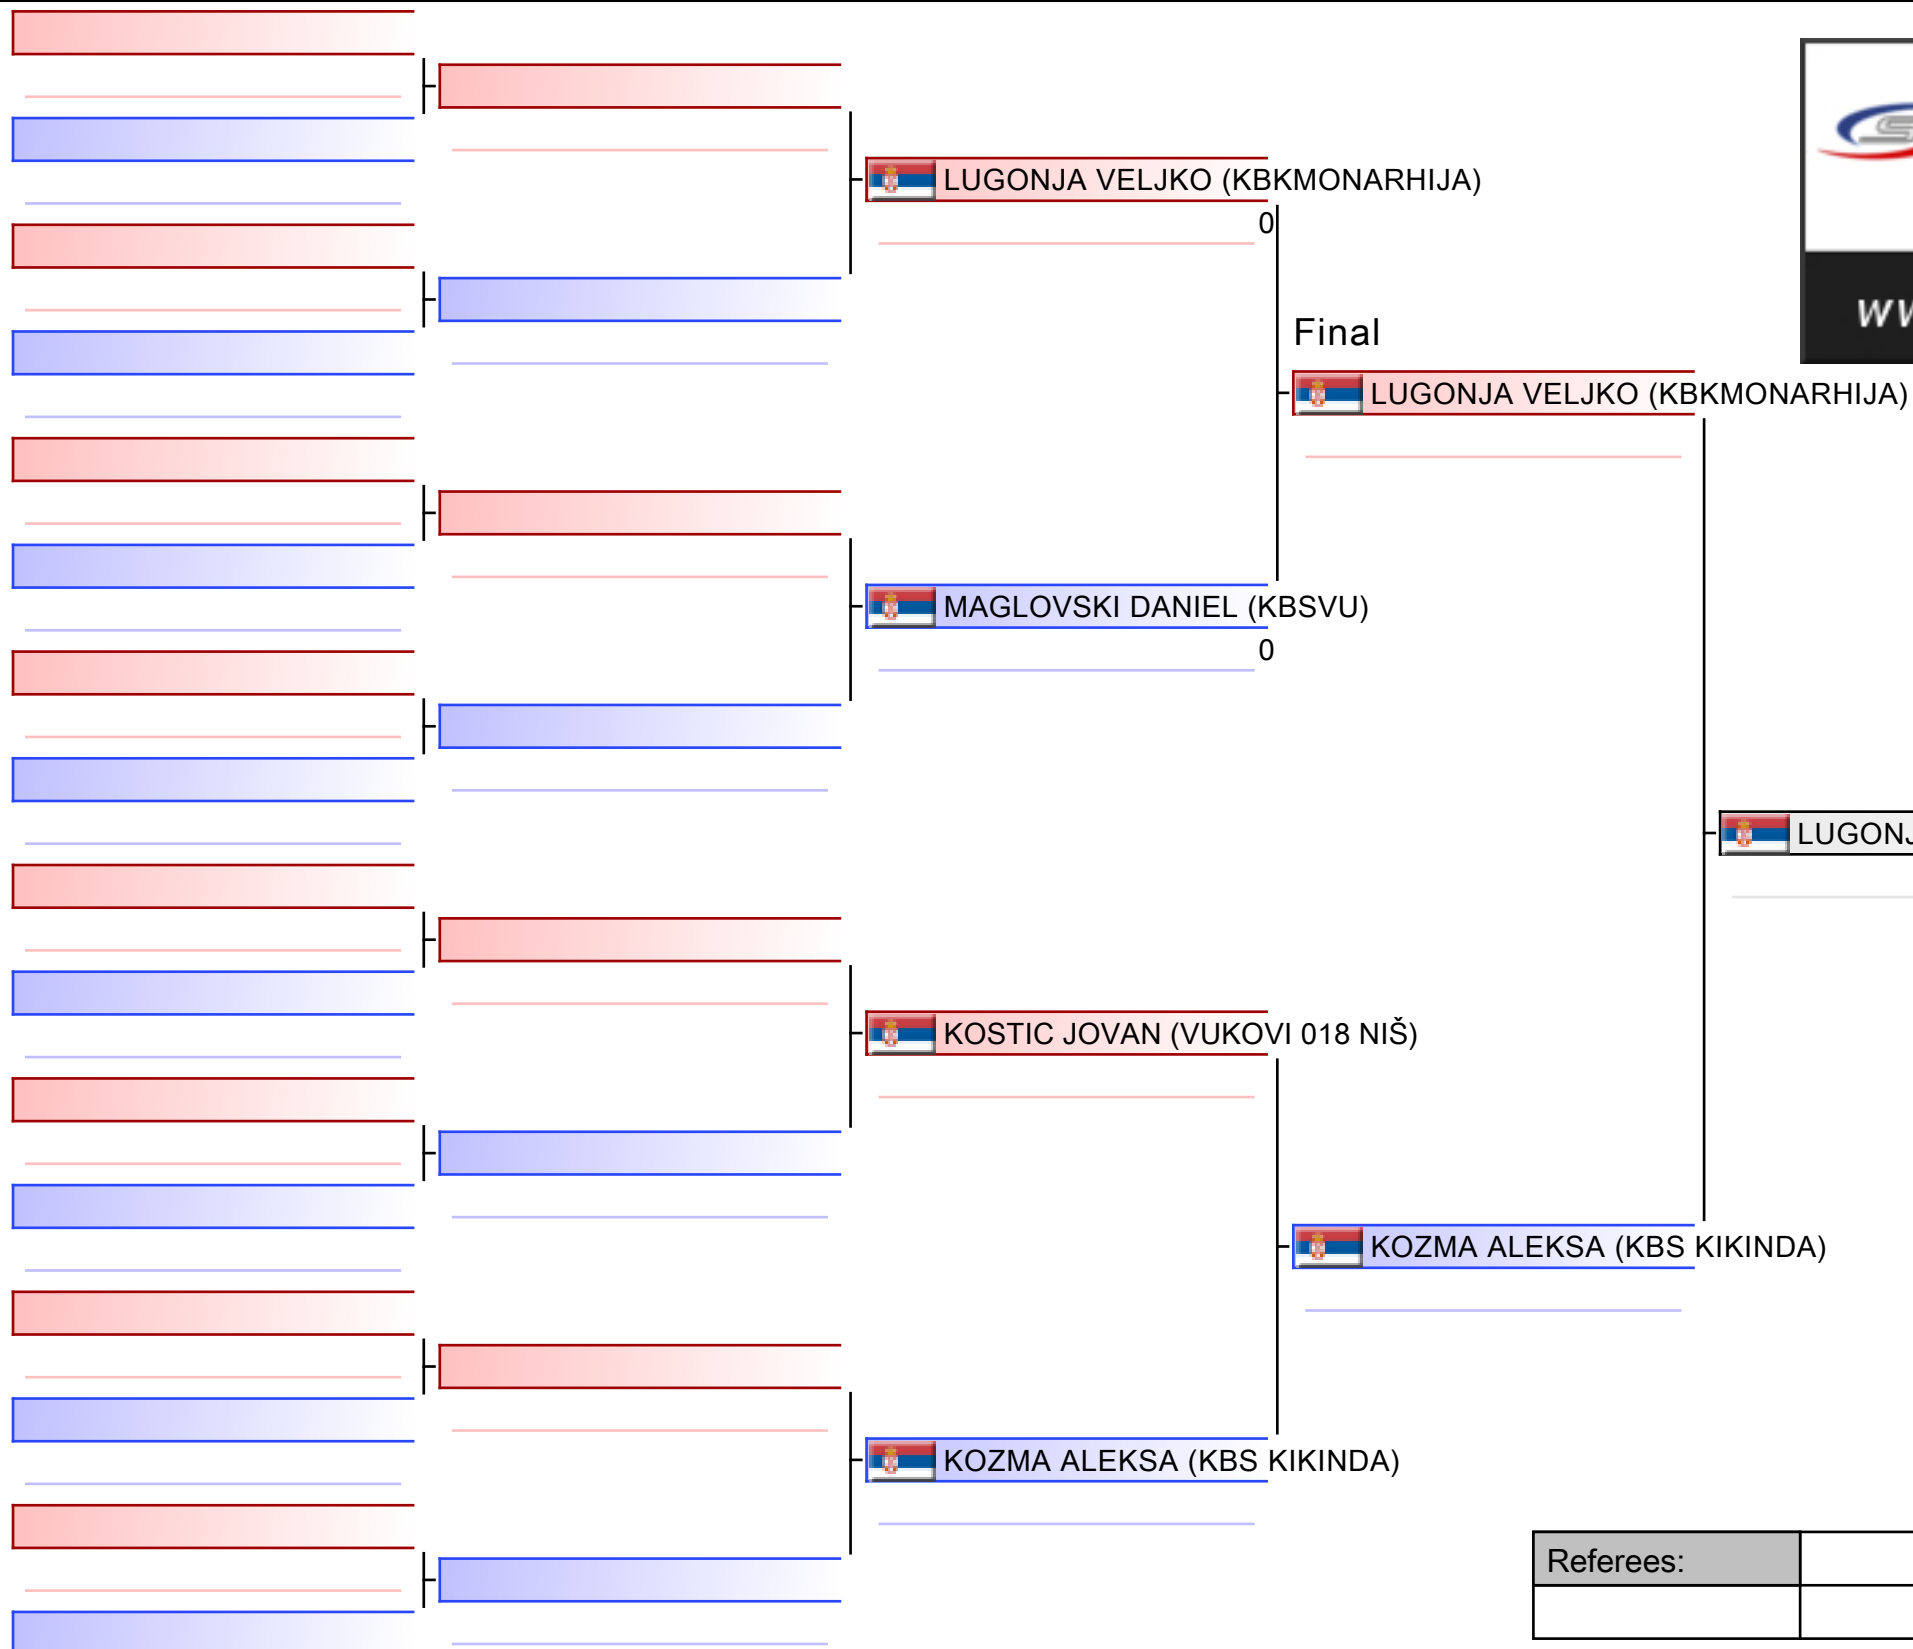 LUGONJA VELJKO (KBKMONARHIJA)
0
Final
LUGONJA VELJKO (KBKMONARHIJA)
MAGLOVSKI DANIEL (KBSVU)
0
KOSTIC JOVAN (VUKOVI 018 NIŠ)
KOZMA ALEKSA (KBS KIKINDA)
KOZMA ALEKSA (KBS KIKINDA)
Referees: